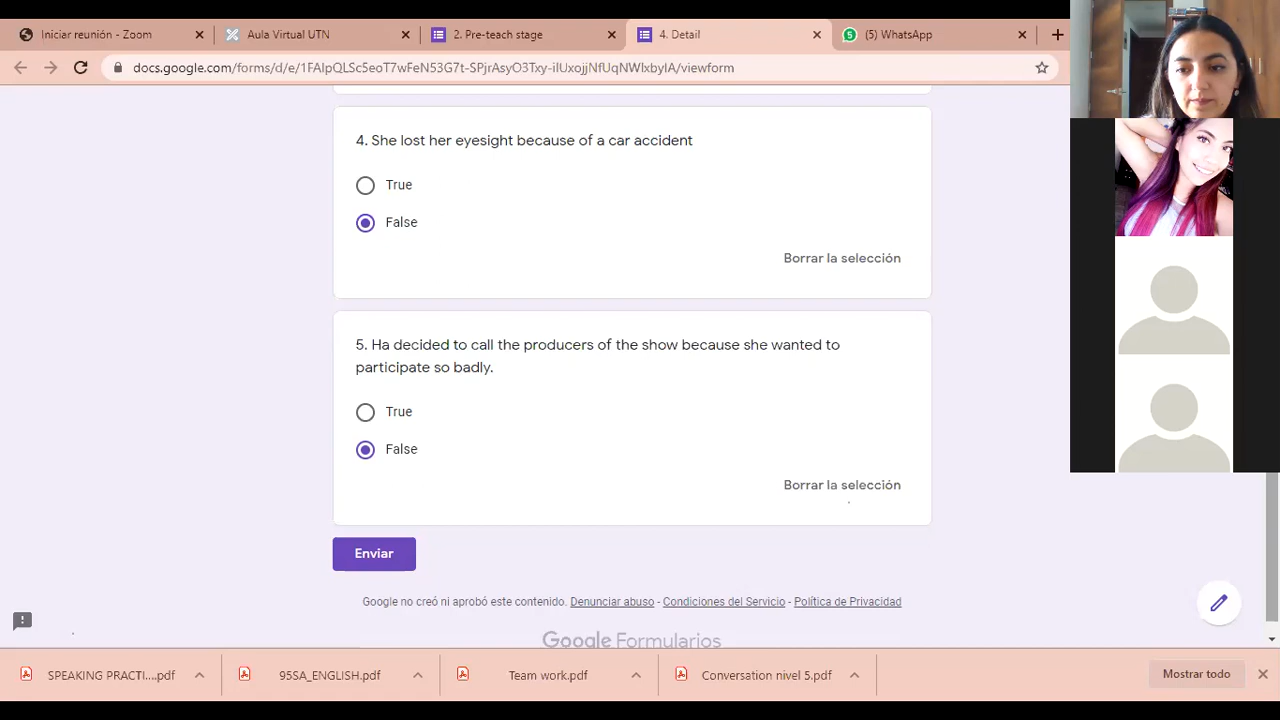 Iniciar reunión - Zoom
Aula Virtual UTN
2. Pre-teach stage
4. Detail
(5) WhatsApp
docs.google.com/forms/d/e/1FAIpQLSc5eoT7wFeN53G7t-SPjrAsyO3Txy-iIUxojjNfUqNWlxbyIA/viewform
4. She lost her eyesight because of a car accident
True
False
Borrar la selección
5. Ha decided to call the producers of the show because she wanted to
participate so badly.
True
False
Borrar la selección
Enviar
Google no creó ni aprobó este contenido. Denunciar abuso - Condiciones del Servicio - Política de Privacidad
Google Formularios
SPEAKING PRACTI....pdf
95SA_ENGLISH.pdf
Team work.pdf
Conversation nivel 5.pdf
Mostrar todo